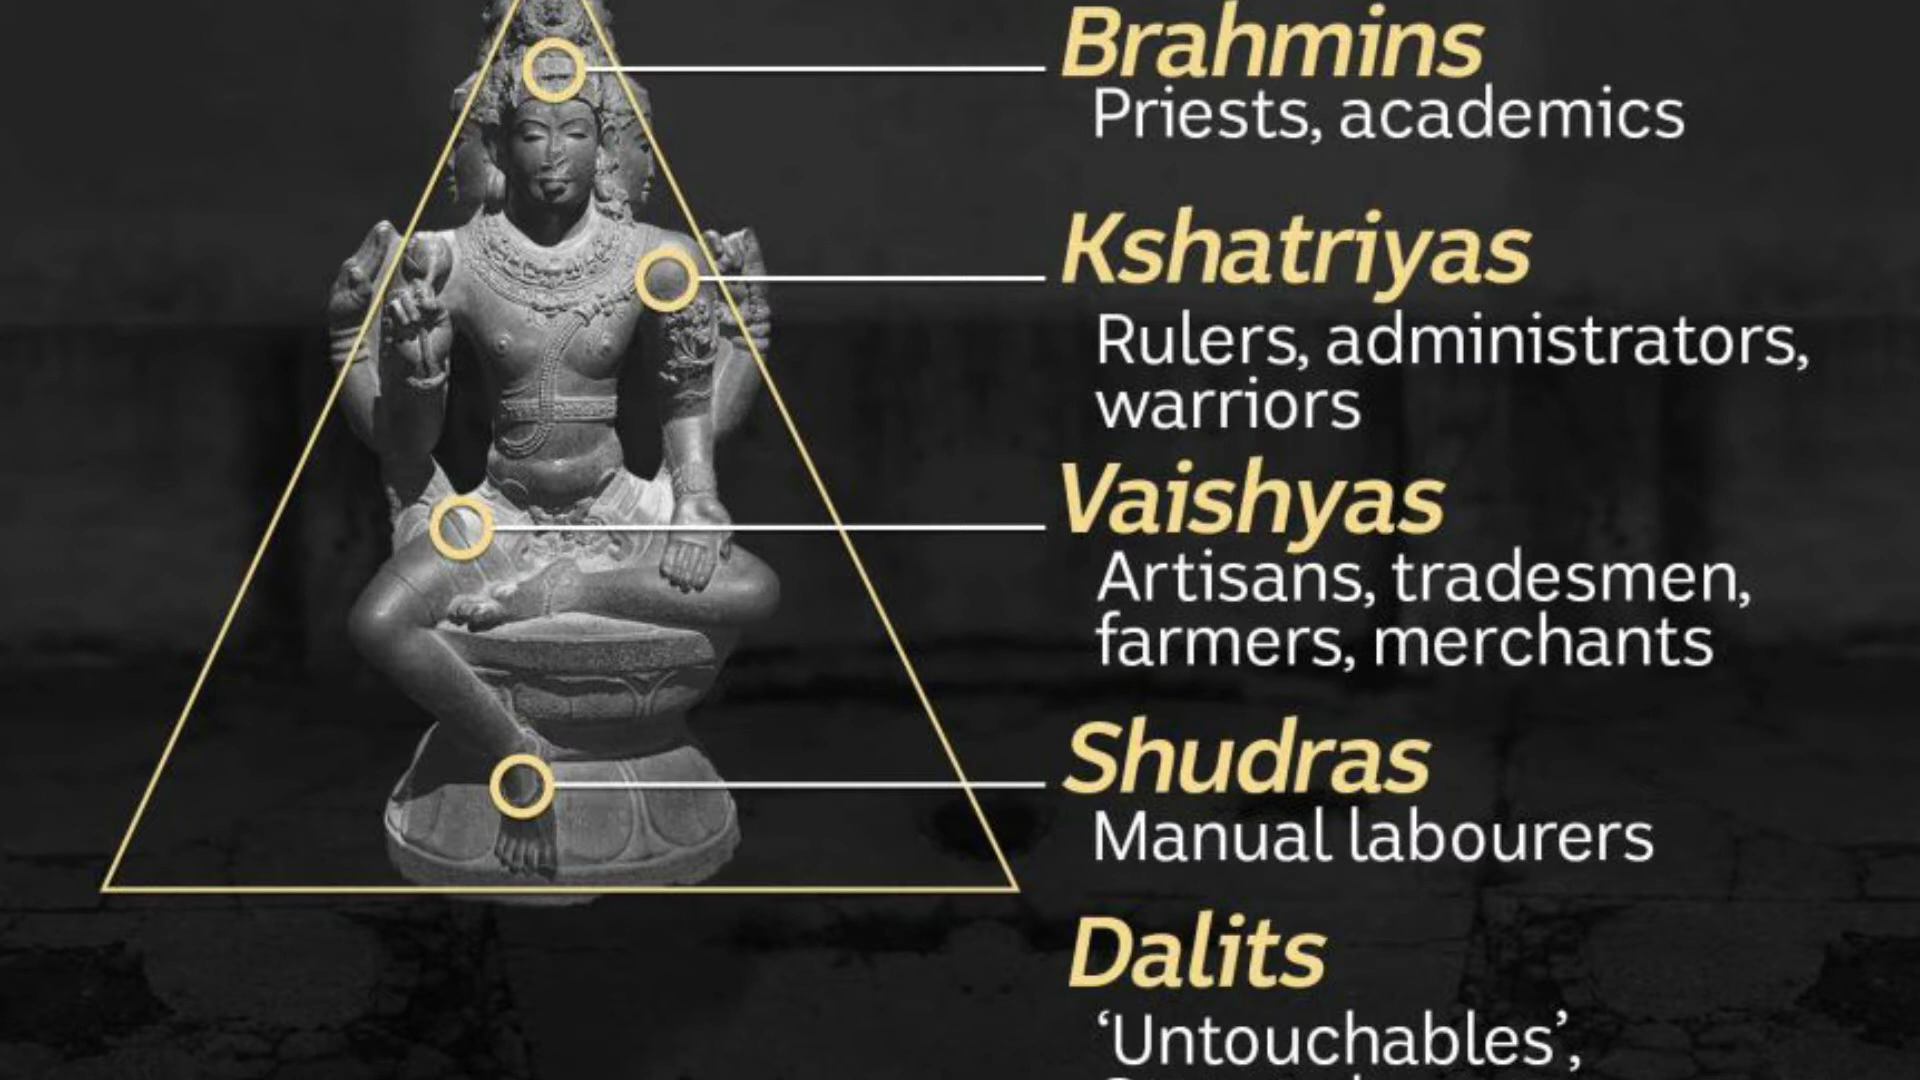 Brahmins
Priests, academics
Kshatriyas
Rulers, administrators,
warriors
Vaishyas
Artisans, tradesmen,
farmers, merchants
Shudras
Manual labourers
Dalits
‘Untouchables’,